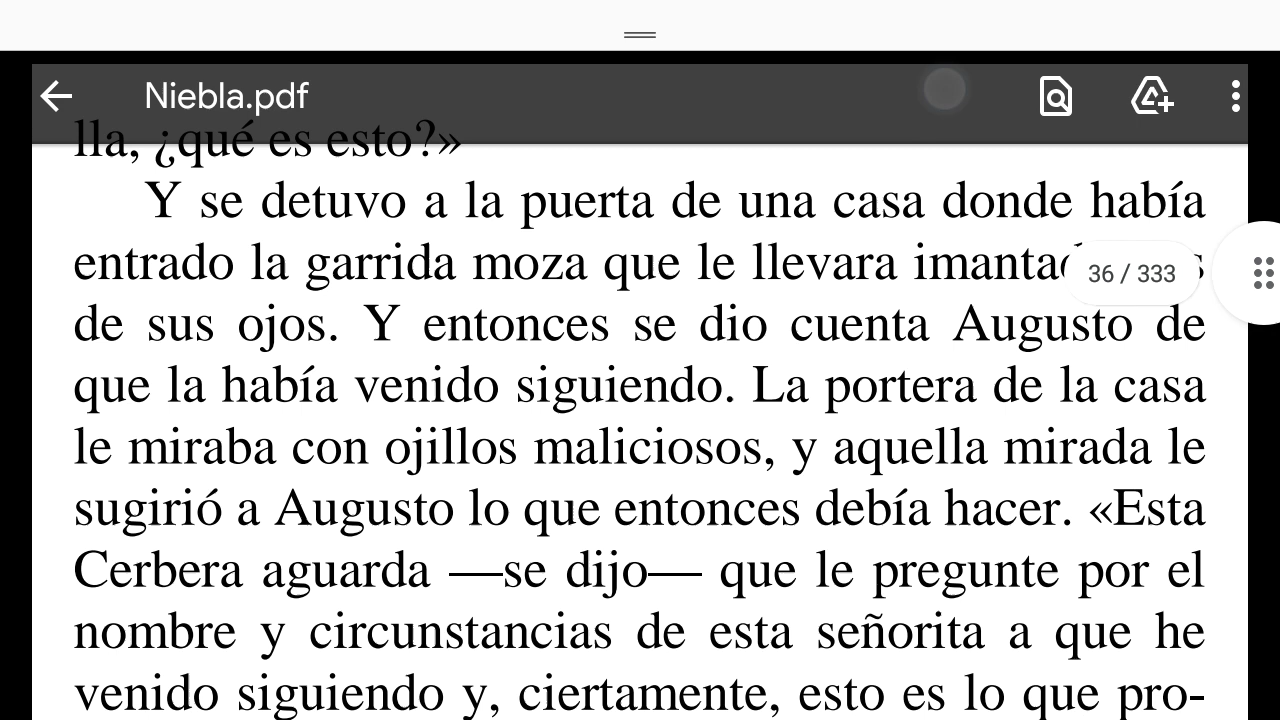 Niebla.pdf
lla, ¿qué es esto?»
Y se detuvo a la puerta de una casa donde había
entrado la garrida moza que le llevara
36 / 333
de sus ojos. Y entonces se dio cuenta Augusto de
que la había venido siguiendo. La portera de la casa
le miraba con ojillos maliciosos, y aquella mirada le
sugirió a Augusto lo que entonces debía hacer. «Esta
Cerbera aguarda —se dijo— que le pregunte por el
nombre y circunstancias de esta señorita a que he
venido siguiendo y, ciertamente, esto es lo que pro-